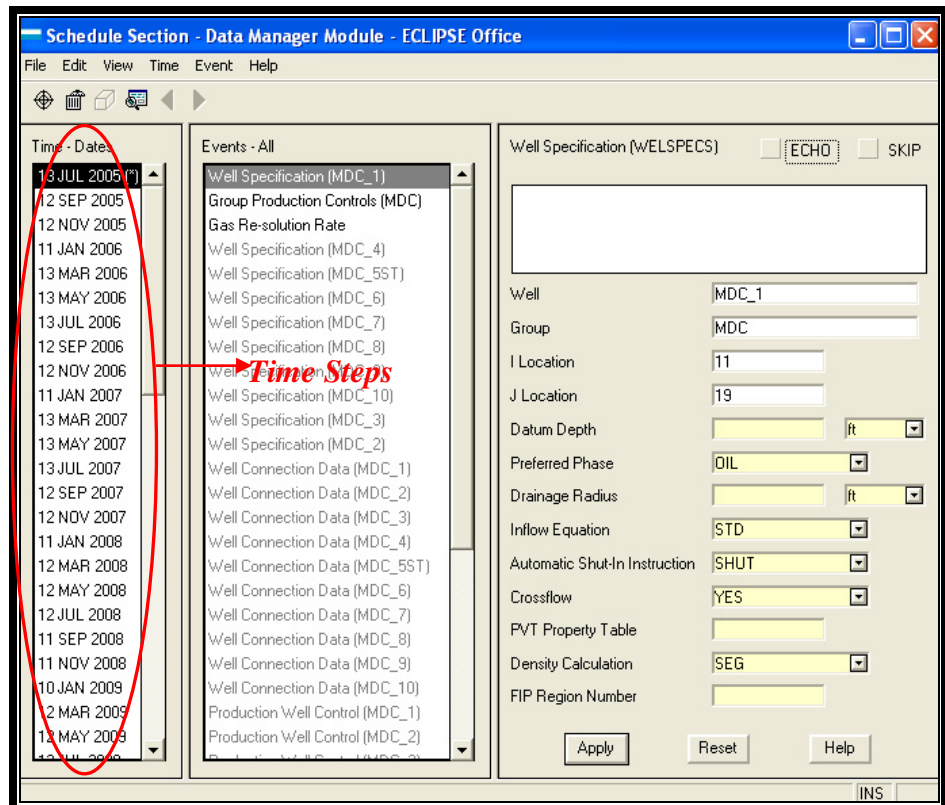 Schedule Section - Data Manager Module - ECLIPSE Office
File Edit View Time Event Help
Time - Dates
13 JUL 2005 (*)
12 SEP 2005
12 NOV 2005
11 JAN 2006
13 MAR 2006
13 MAY 2006
13 JUL 2006
12 SEP 2006
12 NOV 2006
11 JAN 2007
13 MAR 2007
13 MAY 2007
13 JUL 2007
12 SEP 2007
12 NOV 2007
11 JAN 2008
12 MAR 2008
12 MAY 2008
12 JUL 2008
11 SEP 2008
11 NOV 2008
10 JAN 2009
12 MAR 2009
12 MAY 2009
Events - All
Well Specification (MDC_1)
Group Production Controls (MDC)
Gas Re-solution Rate
Well Specification (MDC_4)
Well Specification (MDC_5ST)
Well Specification (MDC_6)
Well Specification (MDC_7)
Well Specification (MDC_8)
Time Steps
Well Specification (MDC_10)
Well Specification (MDC_3)
Well Specification (MDC_2)
Well Connection Data (MDC_1)
Well Connection Data (MDC_2)
Well Connection Data (MDC_3)
Well Connection Data (MDC_4)
Well Connection Data (MDC_5ST)
Well Connection Data (MDC_6)
Well Connection Data (MDC_7)
Well Connection Data (MDC_8)
Well Connection Data (MDC_9)
Well Connection Data (MDC_10)
Production Well Control (MDC_1)
Production Well Control (MDC_2)
Well Specification (WELSPECS) ECHO SKIP
Well MDC_1
Group MDC
I Location 11
J Location 19
Datum Depth ft
Preferred Phase OIL
Drainage Radius ft
Inflow Equation STD
Automatic Shut-In Instruction SHUT
Crossflow YES
PVT Property Table
Density Calculation SEG
FIP Region Number
Apply Reset Help
INS